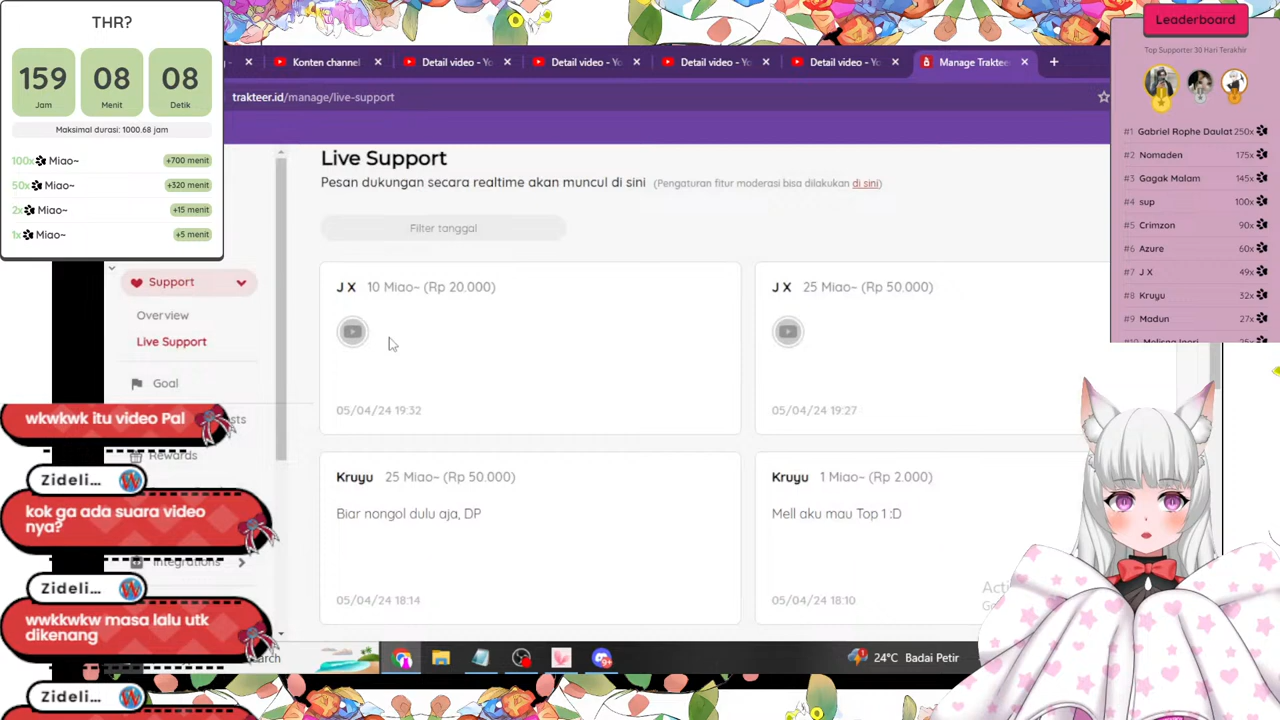 THR?
159
08
08
Jam
Menit
Detik
Maksimal durasi: 1000.68 jam
100x Miao~ +700 menit
50x Miao~ +320 menit
2x Miao~ +15 menit
1x Miao~ +5 menit
Konten channel
Detail video - Yo
Detail video - Yo
Detail video - Yo
Detail video - Yo
Manage Trakteer
trakteer.id/manage/live-support
Leaderboard
Top Supporter 30 Hari Terakhir
#1 Gabriel Rophe Daulat 250x
#2 Nomaden 175x
#3 Gagak Malam 145x
#4 sup 100x
#5 Crimzon 90x
#6 Azure 60x
#7 J X 49x
#8 Kruyu 32x
#9 Madun 27x
Support
Overview
Live Support
Goal
Rewards
Integrations
Live Support
Pesan dukungan secara realtime akan muncul di sini (Pengaturan fitur moderasi bisa dilakukan di sini)
Filter tanggal
J X 10 Miao~ (Rp 20.000)
05/04/24 19:32
J X 25 Miao~ (Rp 50.000)
05/04/24 19:27
Kruyu 25 Miao~ (Rp 50.000)
Biar nongol dulu aja, DP
05/04/24 18:14
Kruyu 1 Miao~ (Rp 2.000)
Mell aku mau Top 1 :D
05/04/24 18:10
wkwkwk itu video Pal
Zideli...
kok ga ada suara video
nya?
Zideli...
wwkkwkw masa lalu utk
dikenang
Zideli...
24°C Badai Petir